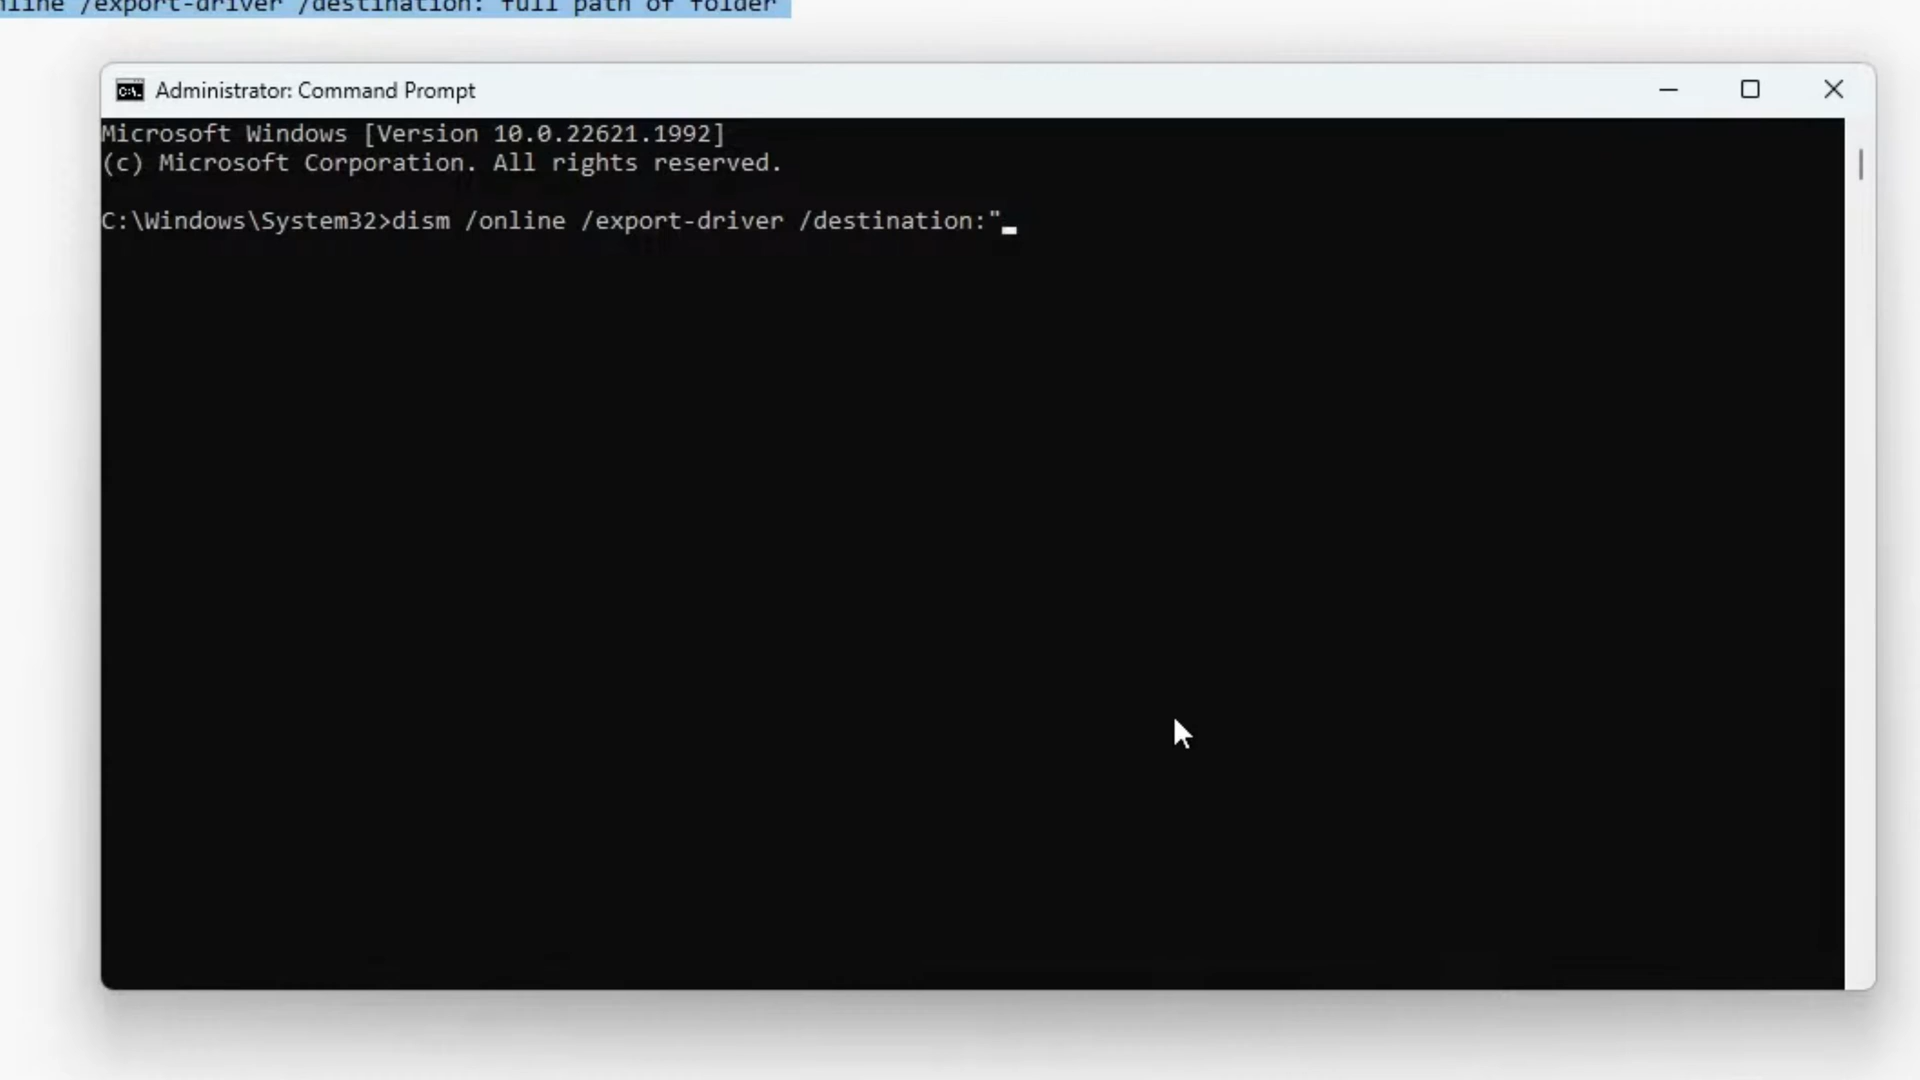 /export-driver /destination: full path of folder
Administrator: Command Prompt
Microsoft Windows [Version 10.0.22621.1992]
(c) Microsoft Corporation. All rights reserved.
C:\Windows\System32>dism /online /export-driver /destination:"